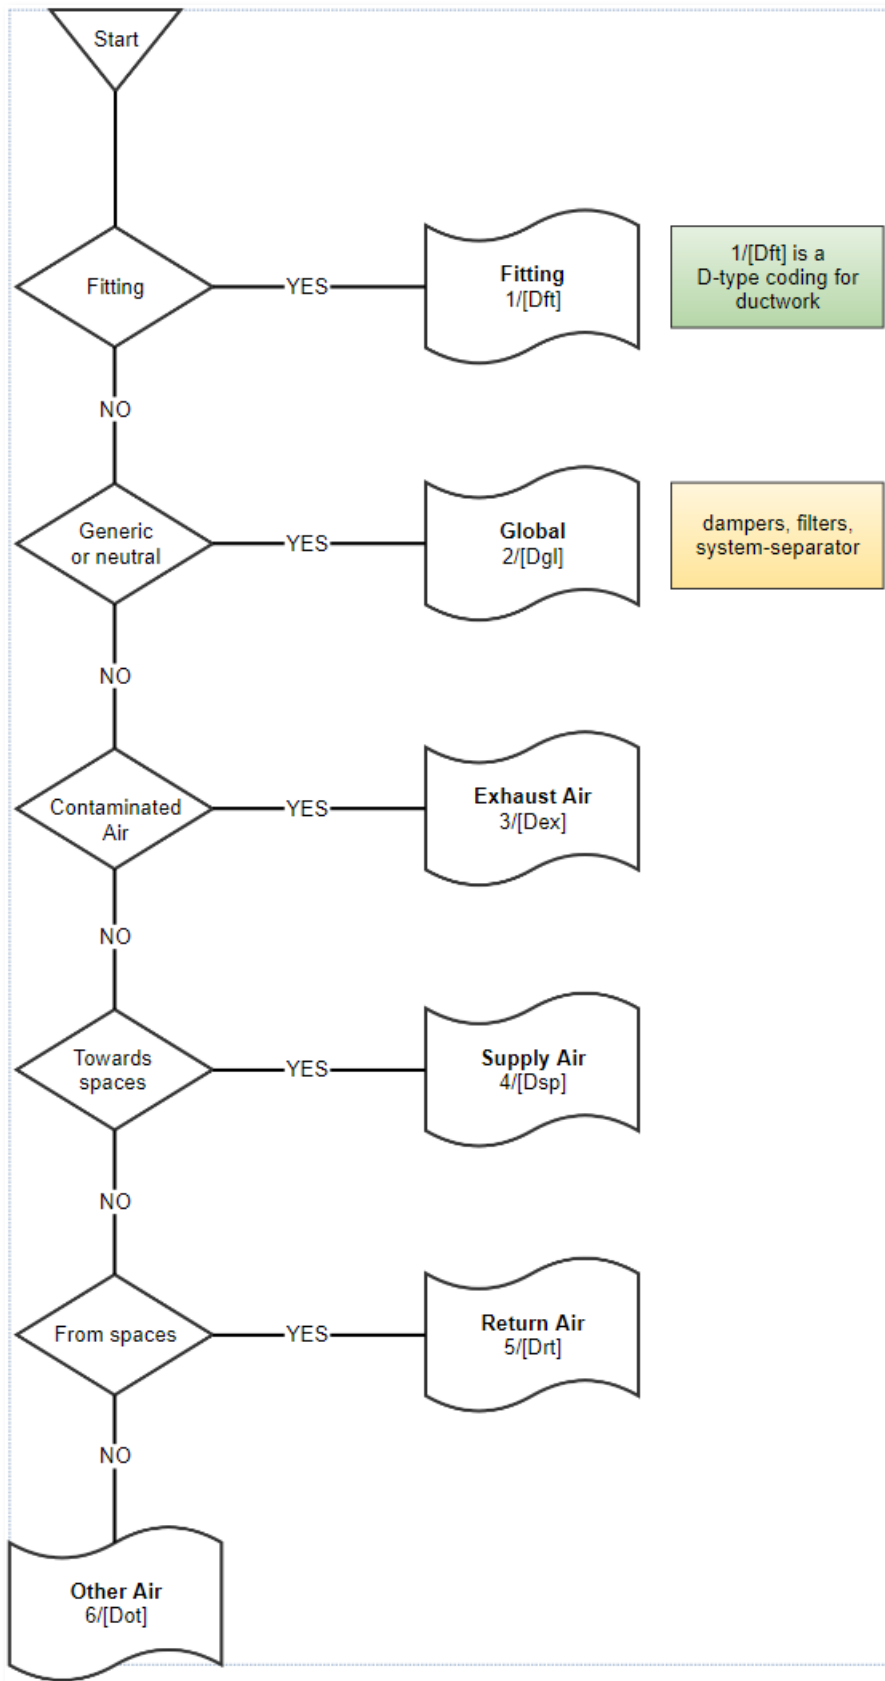 Start
Fitting
YES
Fitting
1/[Dft]
1/[Dft] is a
D-type coding for
ductwork
NO
Generic
or neutral
YES
Global
2/[Dgl]
dampers, filters,
system-separator
NO
Contaminated
Air
YES
Exhaust Air
3/[Dex]
NO
Towards
spaces
YES
Supply Air
4/[Dsp]
NO
From spaces
YES
Return Air
5/[Drt]
NO
Other Air
6/[Dot]